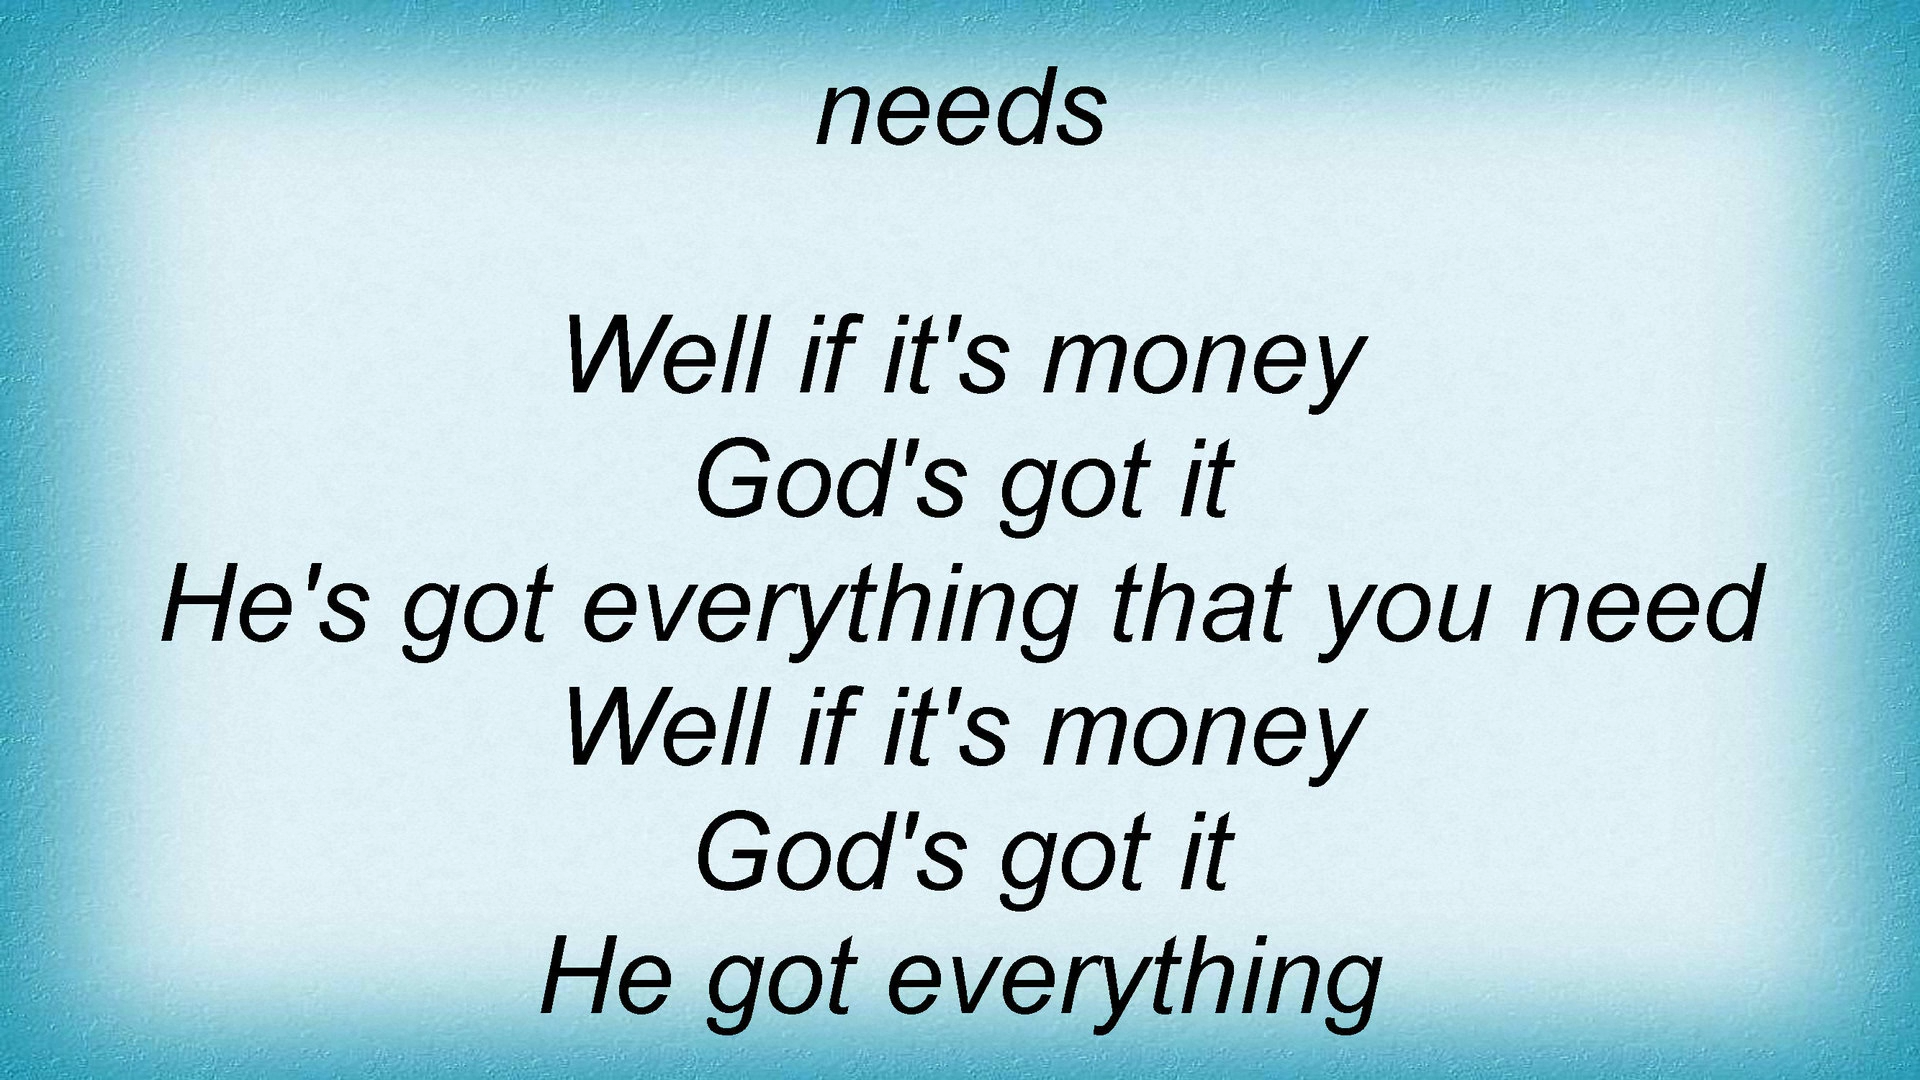 needs
Well if it's money
God's got it
He's got everything that you need
Well if it's money
God's got it
He got everything